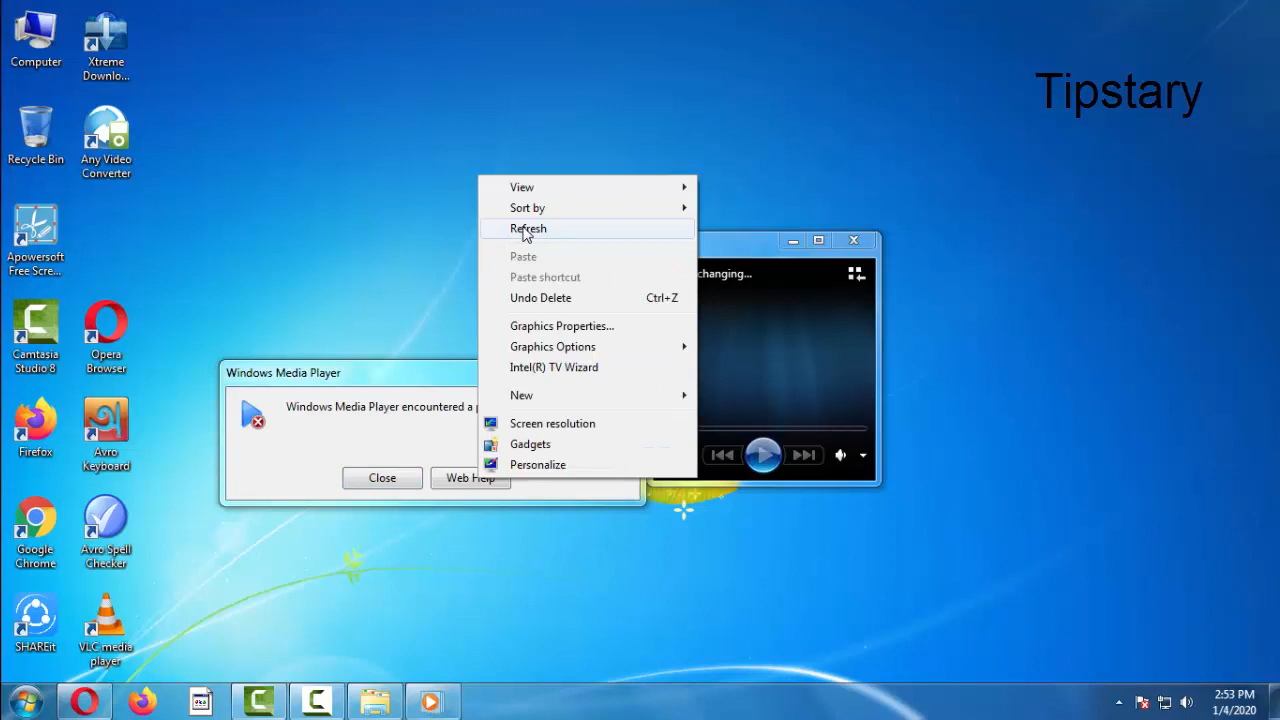 Computer
Xtreme
Downlo...
Tipstary
Recycle Bin
Any Video
Converter
View
Sort by
Refresh
Paste
Paste shortcut
Undo Delete Ctrl+Z
Graphics Properties...
Graphics Options
Intel(R) TV Wizard
New
Screen resolution
Gadgets
Personalize
changing...
Apowersoft
Free Scre...
Camtasia
Studio 8
Opera
Browser
Windows Media Player
Windows Media Player encountered a
Close
Web Help
Firefox
Avro
Keyboard
Google
Chrome
Avro Spell
Checker
SHAREit
VLC media
player
2:53 PM
1/4/2020